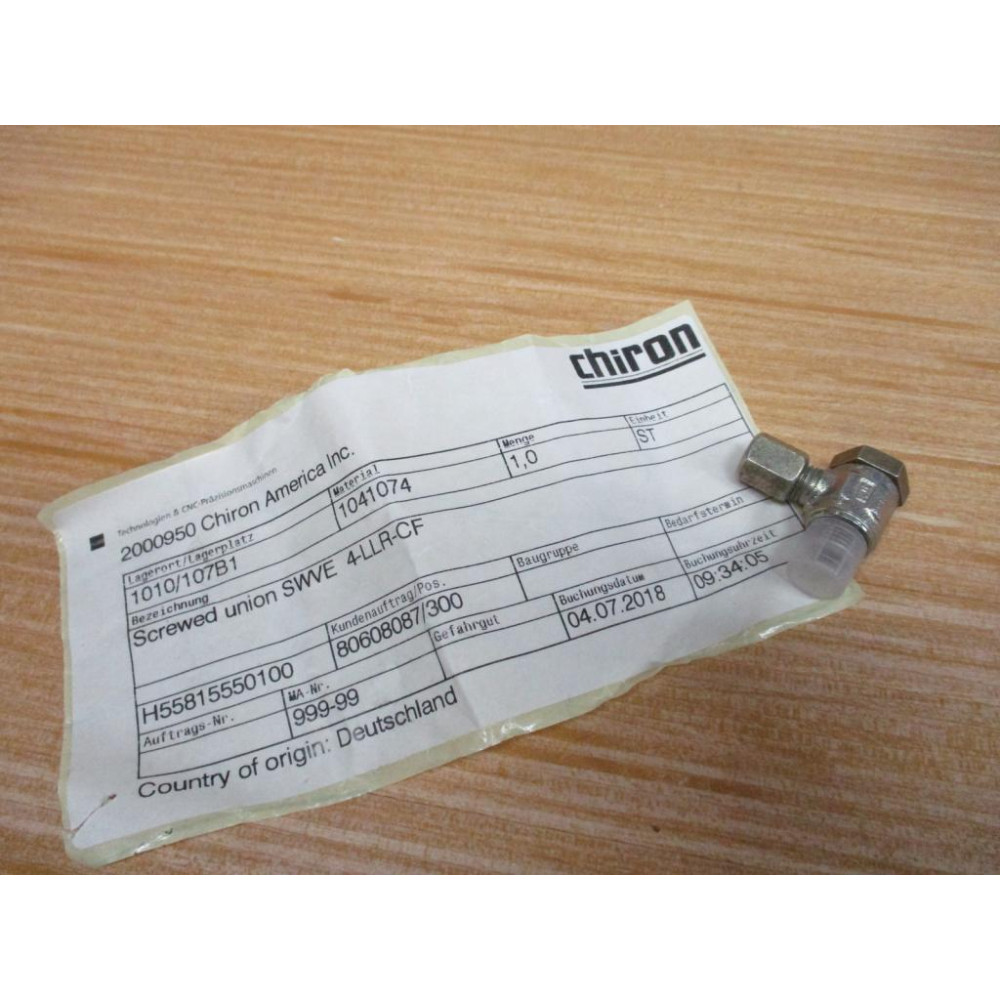 chiron
Technologien & CNC-Präzisionsmaschinen
2000950 Chiron America Inc.
Lagerort/Lagerplatz Material Menge Einheit
1010/107B1 1041074 1,0 ST
Bezeichnung
Screwed union SWVE 4-LLR-CF
Kundenauftrag/Pos. Baugruppe Bedarfstermin
H55815550100 80608087/300
Auftrags-Nr. MA-Nr. Gefahrgut Buchungsdatum Buchungsuhrzeit
999-99 04.07.2018 09:34:05
Country of origin: Deutschland